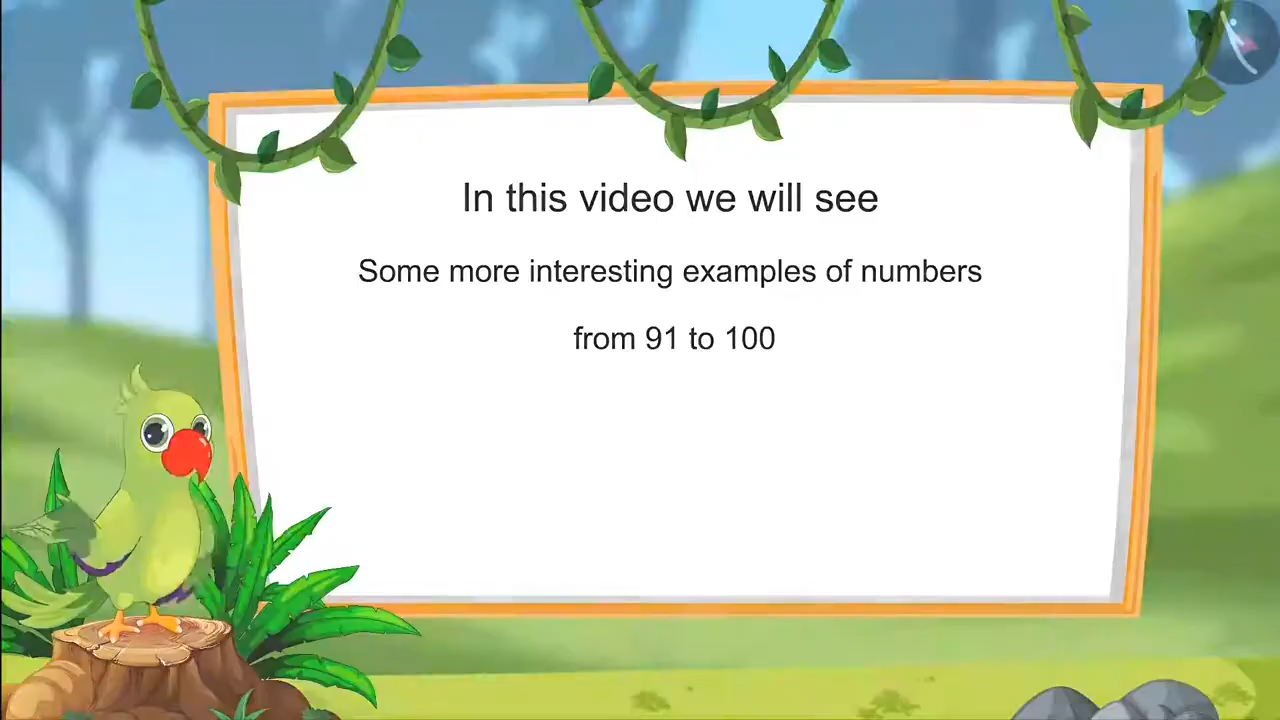 In this video we will see
Some more interesting examples of numbers
from 91 to 100